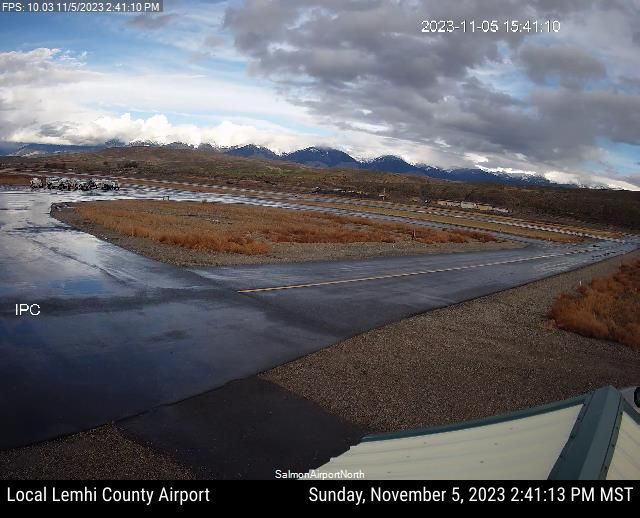 FPS: 10.03 11/5/2023 2:41:10 PM
2023-11-05 15:41:10
IPC
SalmonAirportNorth
Local Lemhi County Airport
Sunday, November 5, 2023 2:41:13 PM MST